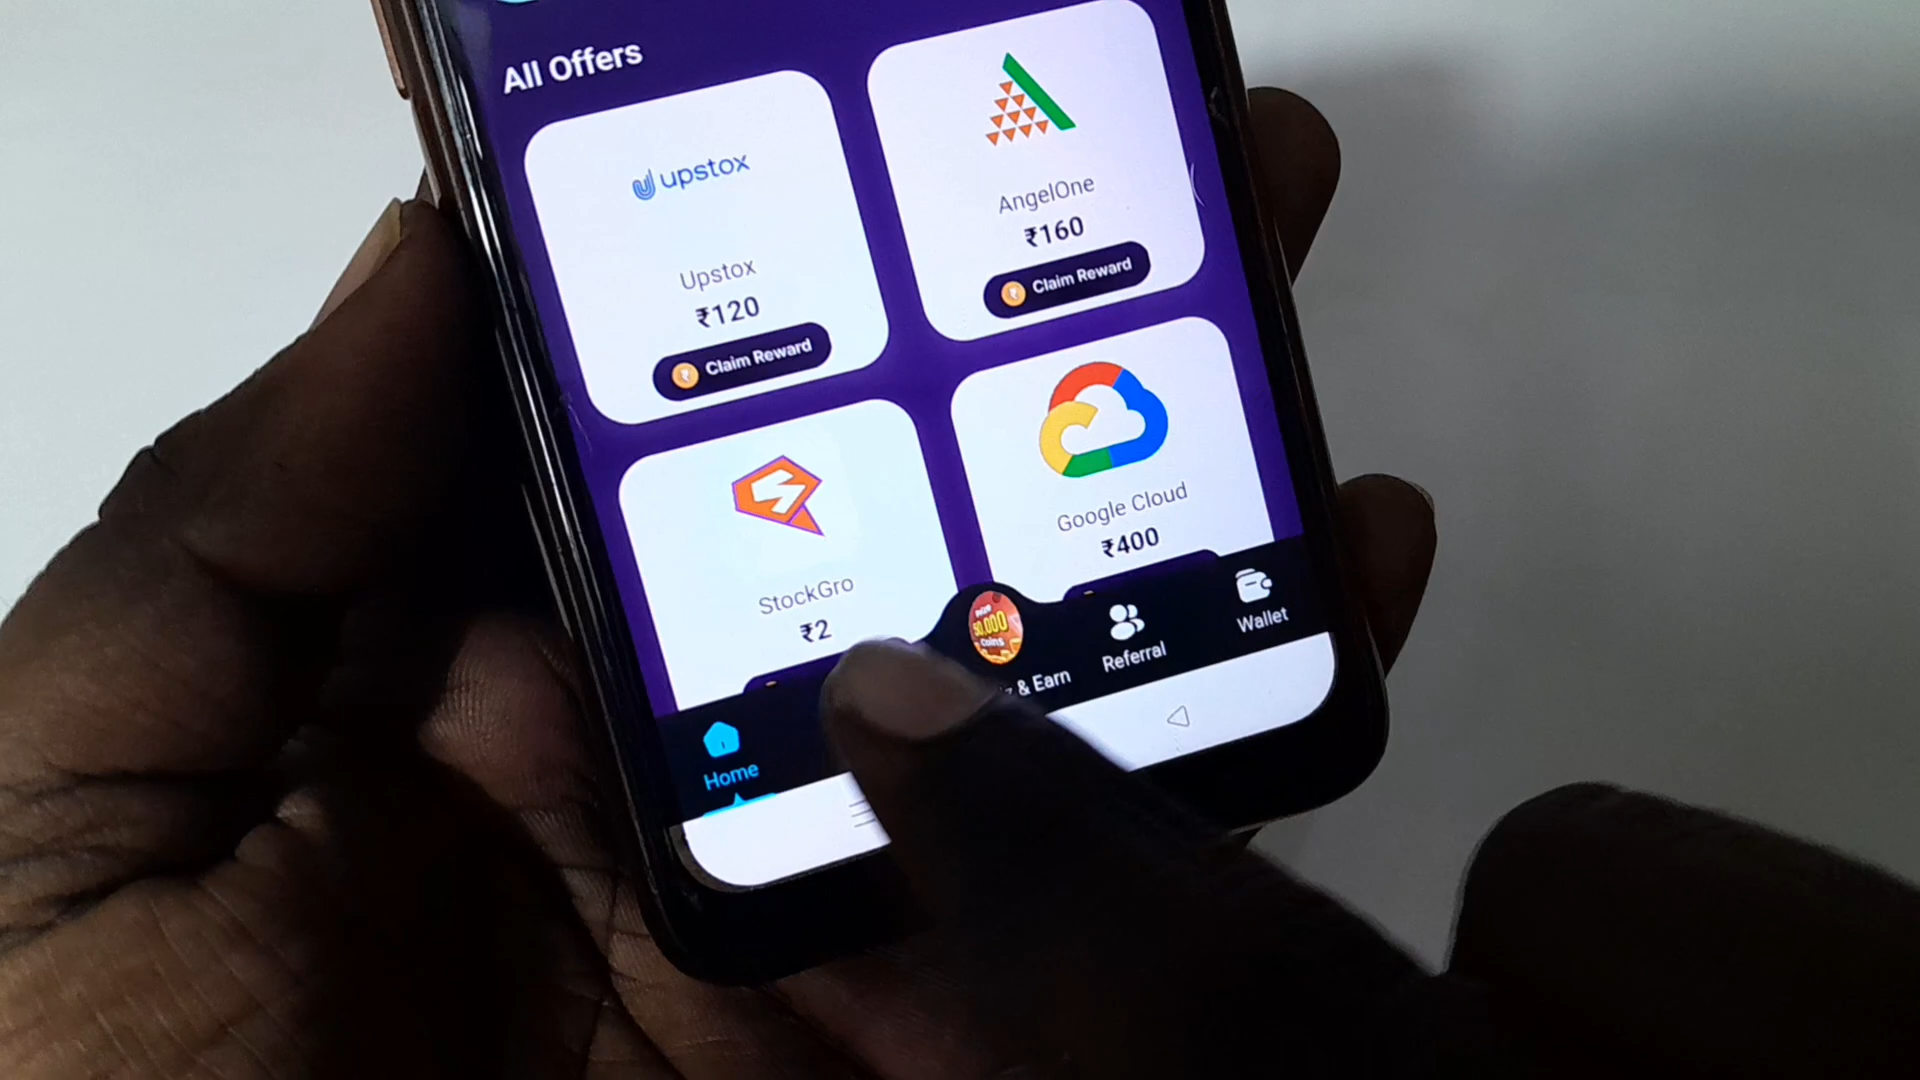 All Offers
upstox
Upstox
₹120
Claim Reward
AngelOne
₹160
Claim Reward
StockGro
₹2
Google Cloud
₹400
Home
50,000
Coins
& Earn
Referral
Wallet